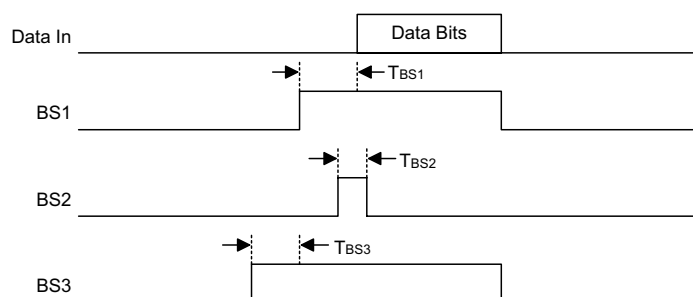 Data In
Data Bits
TBS1
BS1
TBS2
BS2
TBS3
BS3